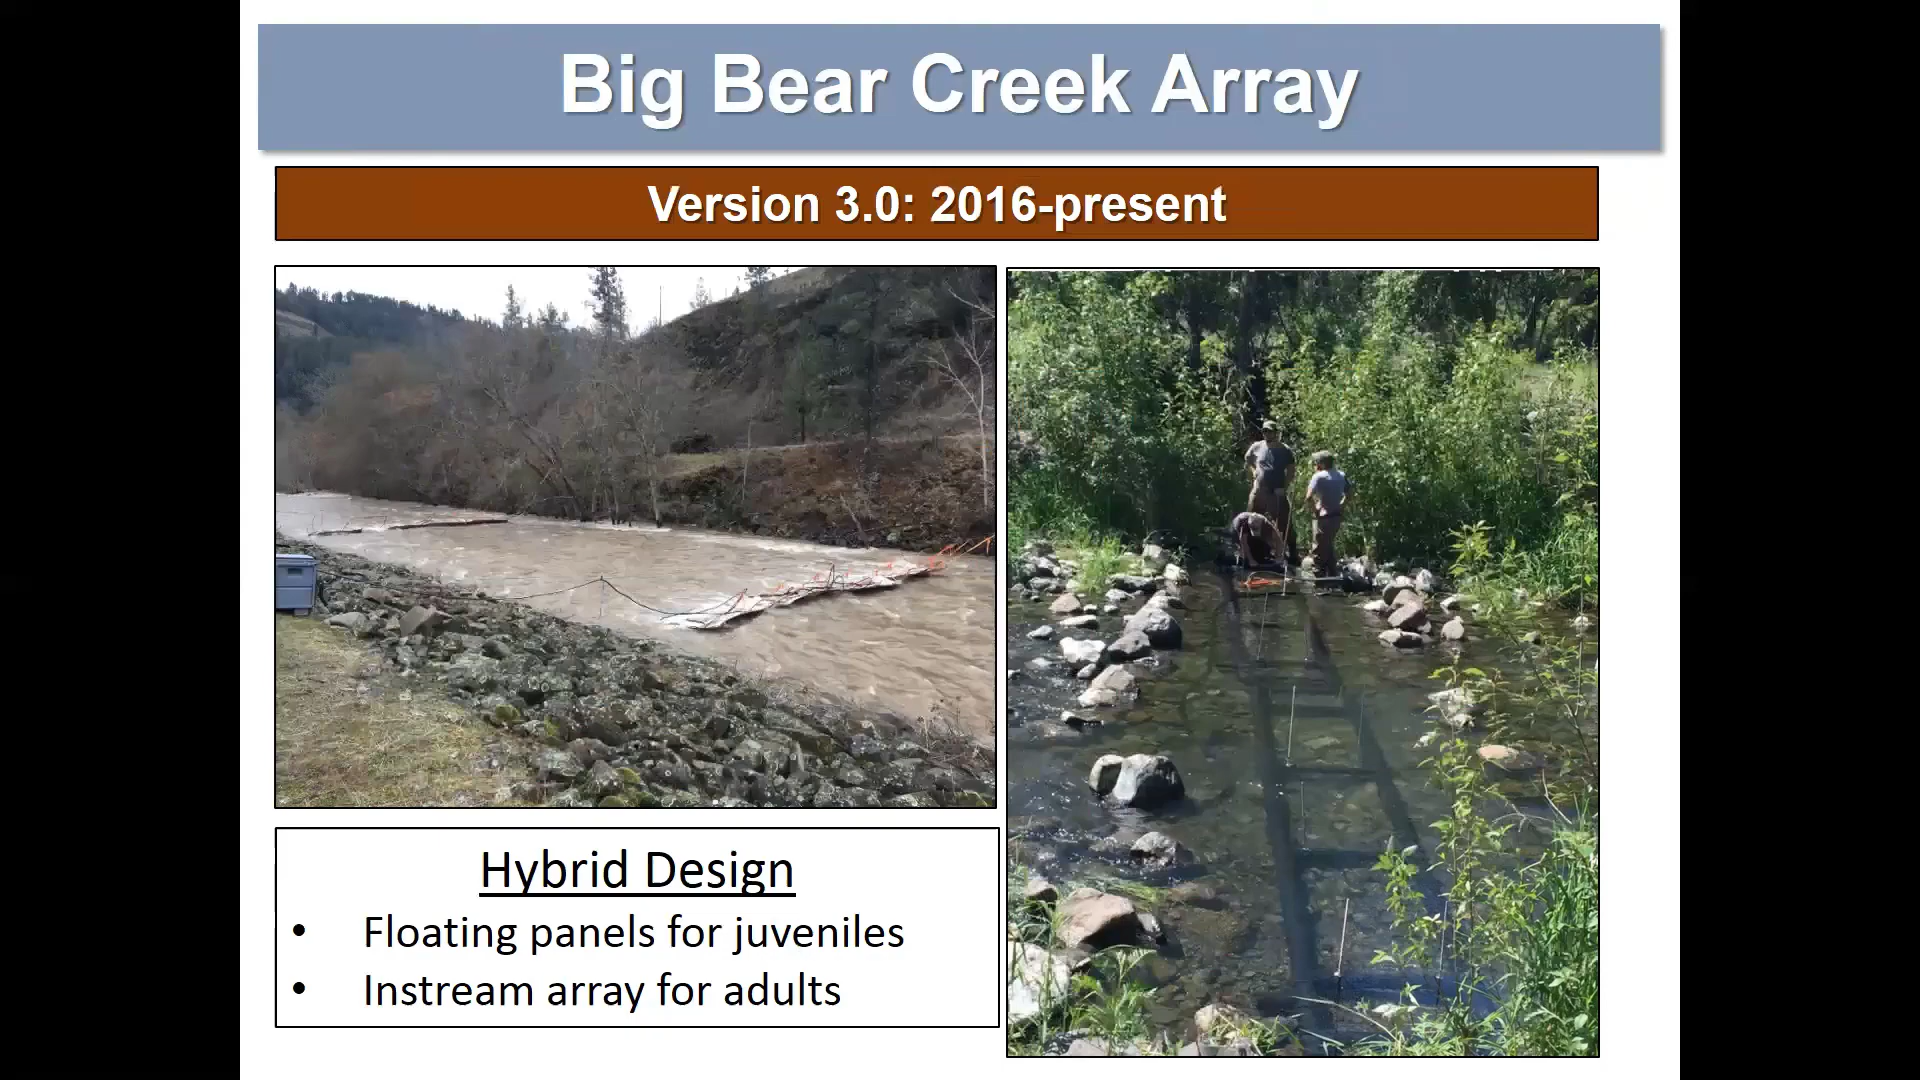 Big Bear Creek Array
Version 3.0: 2016-present
Hybrid Design
• Floating panels for juveniles
• Instream array for adults